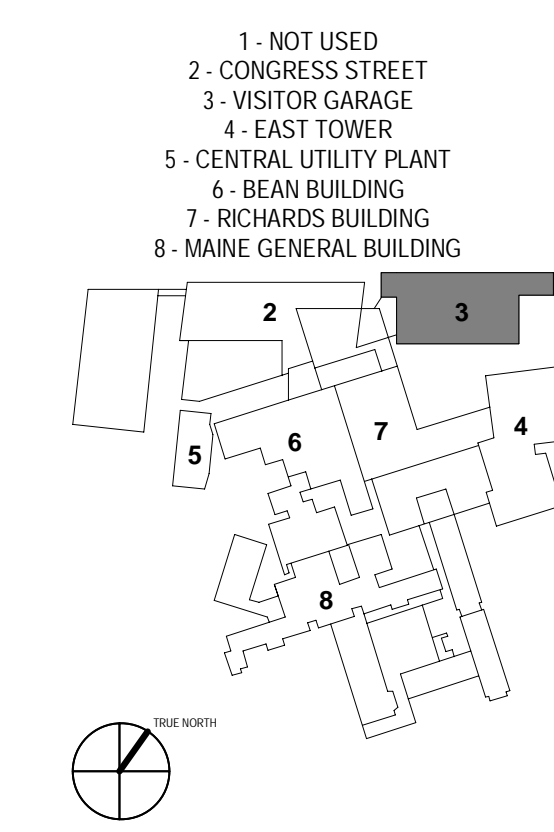 1 - NOT USED
2 - CONGRESS STREET
3 - VISITOR GARAGE
4 - EAST TOWER
5 - CENTRAL UTILITY PLANT
6 - BEAN BUILDING
7 - RICHARDS BUILDING
8 - MAINE GENERAL BUILDING
2
3
7
4
6
5
8
TRUE NORTH